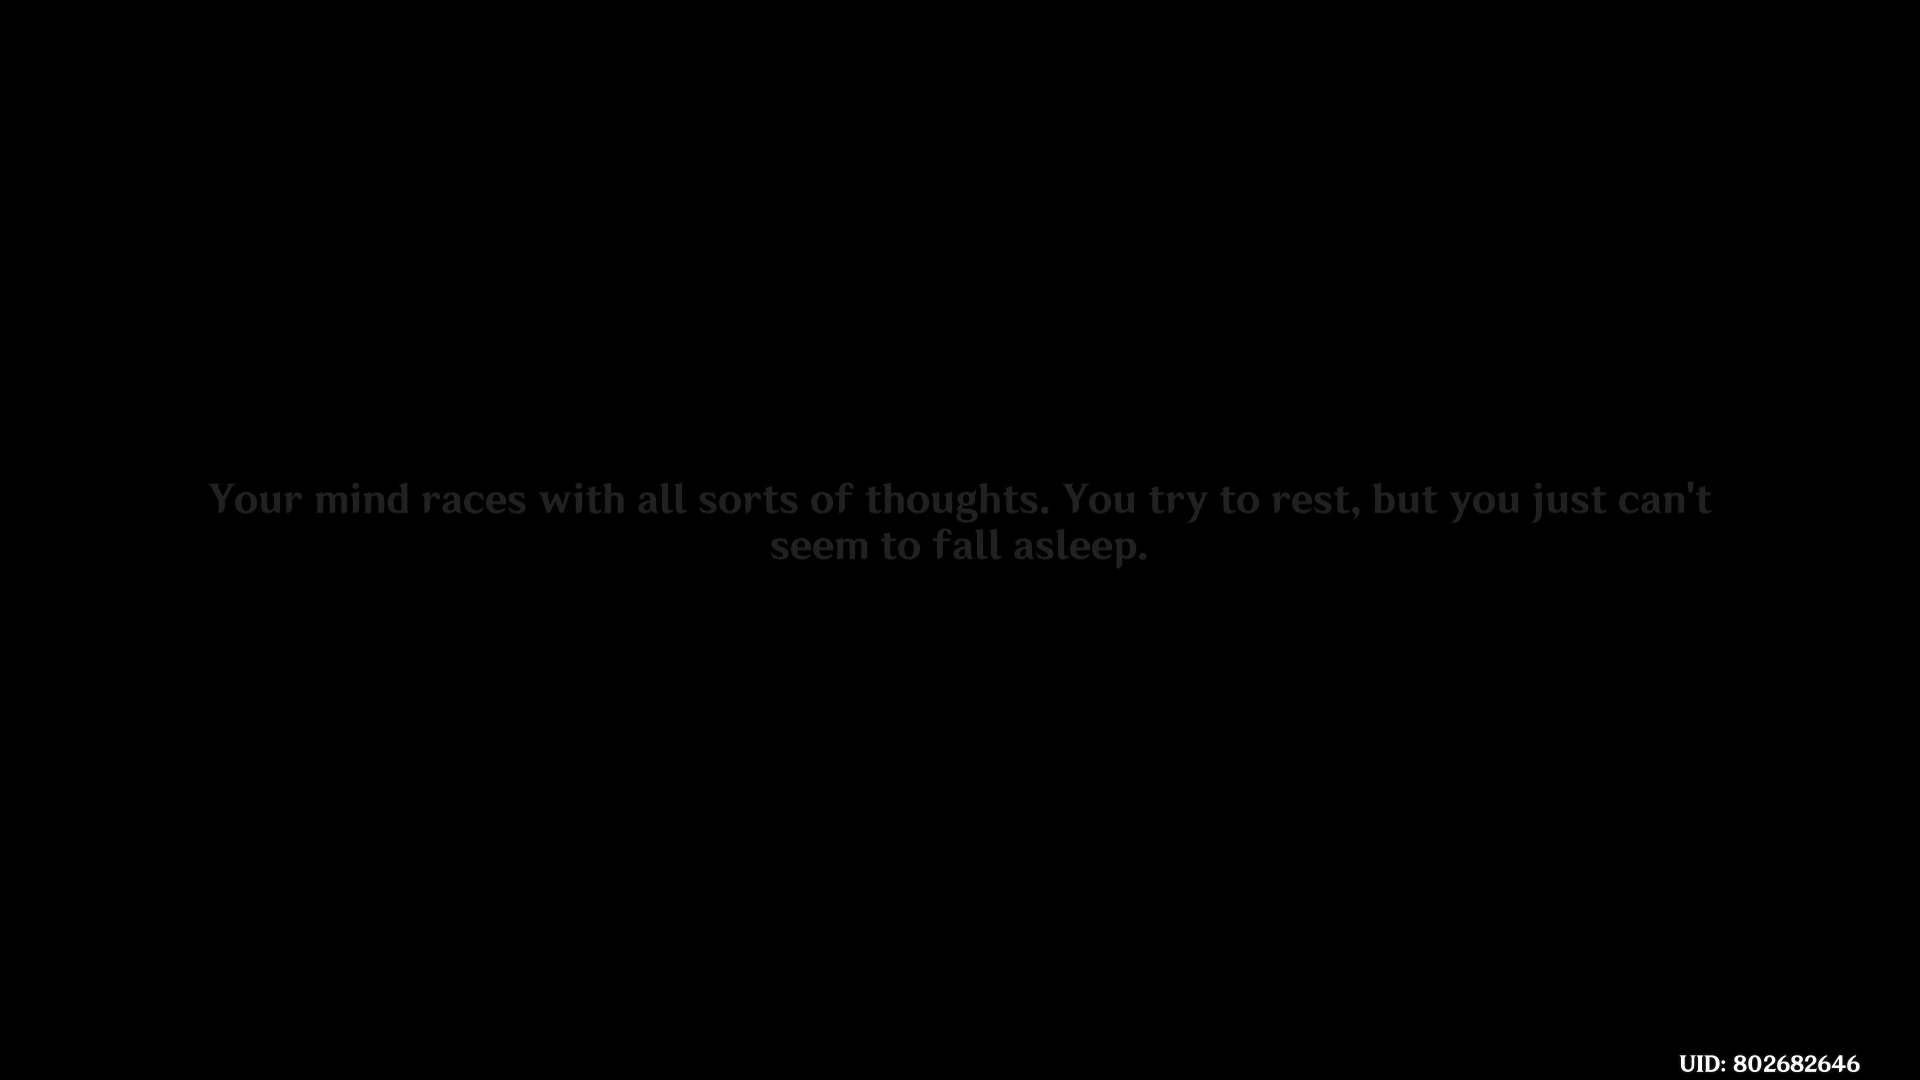 Your mind races with all sorts of thoughts. You try to rest, but you just can't
seem to fall asleep.
UID: 802682646